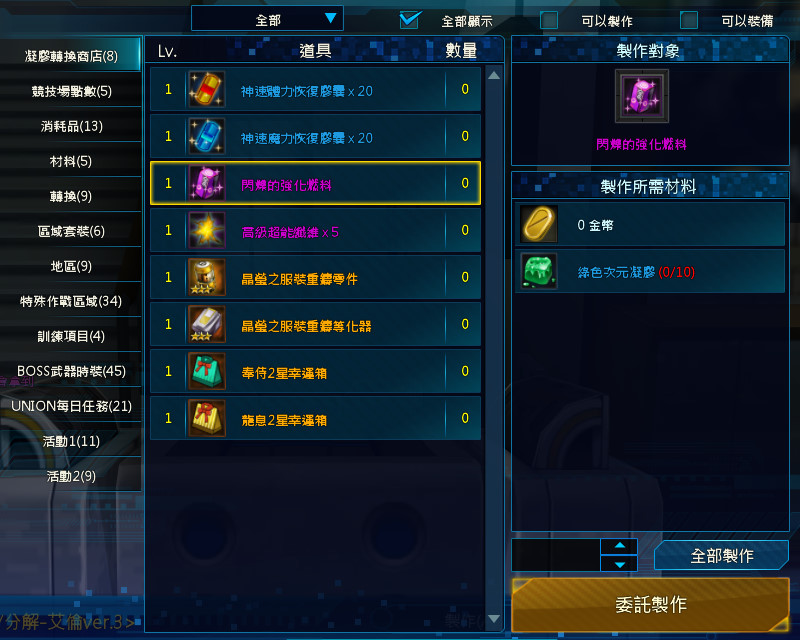 全部
全部顯示
可以製作
可以裝備
凝膠轉換商店(8)
競技場點數(5)
消耗品(13)
材料(5)
轉換(9)
區域套裝(6)
地區(9)
特殊作戰區域(34)
訓練項目(4)
BOSS武器時裝(45)
UNION每日任務(21)
活動1(11)
活動2(9)
/分解-艾倫ver.3>
Lv. 道具 數量
1 神速體力恢復膠囊 x 20 0
1 神速魔力恢復膠囊 x 20 0
1 閃爍的強化燃料 0
1 高級超能纖維 x 5 0
1 晶瑩之服裝重鑄零件 0
1 晶瑩之服裝重鑄等化器 0
1 奉侍2星幸運箱 0
1 龍息2星幸運箱 0
製作對象
閃爍的強化燃料
製作所需材料
0 金幣
綠色次元凝膠 (0/10)
全部製作
委託製作